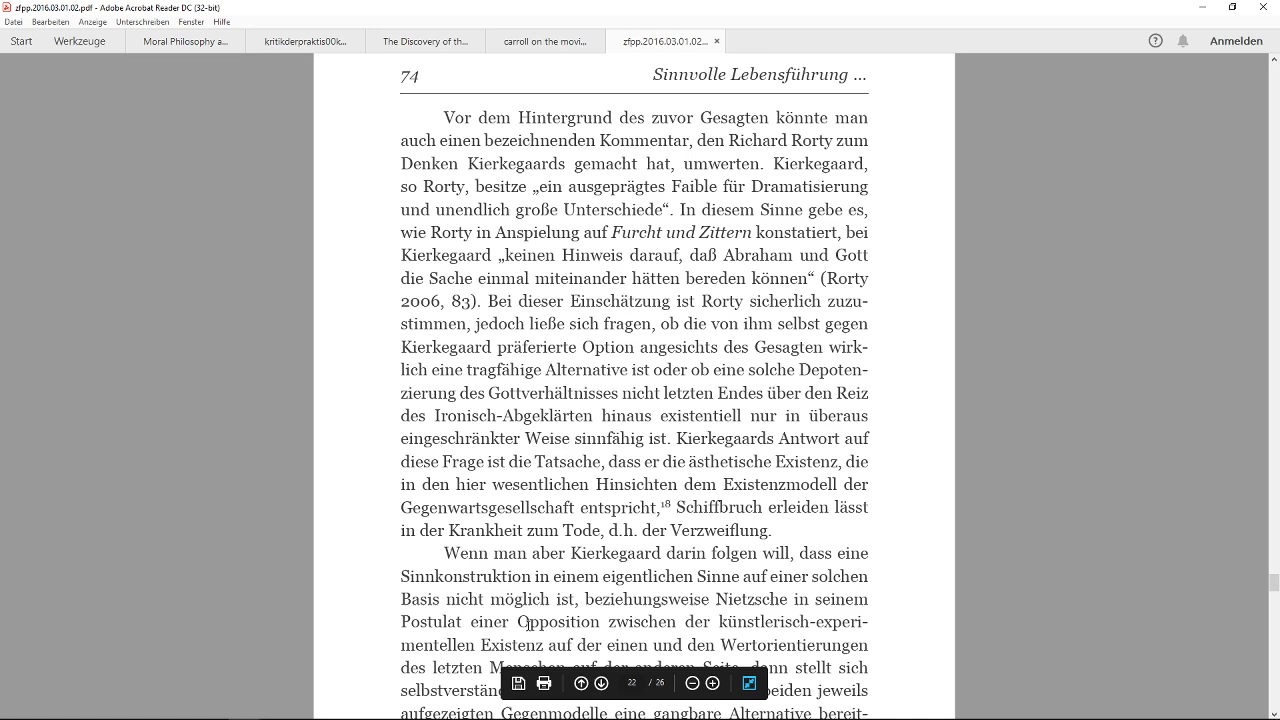 zfpp.2016.03.01.02.pdf - Adobe Acrobat Reader DC (32-bit)
Datei Bearbeiten Anzeige Unterschreiben Fenster Hilfe
Start Werkzeuge Moral Philosophy a... kritikderpraktis00k... The Discovery of th... carroll on the movi... zfpp.2016.03.01.02... × Anmelden
74 Sinnvolle Lebensführung ...
Vor dem Hintergrund des zuvor Gesagten könnte man
auch einen bezeichnenden Kommentar, den Richard Rorty zum
Denken Kierkegaards gemacht hat, umwerten. Kierkegaard,
so Rorty, besitze „ein ausgeprägtes Faible für Dramatisierung
und unendlich große Unterschiede“. In diesem Sinne gebe es,
wie Rorty in Anspielung auf Furcht und Zittern konstatiert, bei
Kierkegaard „keinen Hinweis darauf, daß Abraham und Gott
die Sache einmal miteinander hätten bereden können“ (Rorty
2006, 83). Bei dieser Einschätzung ist Rorty sicherlich zuzu-
stimmen, jedoch ließe sich fragen, ob die von ihm selbst gegen
Kierkegaard präferierte Option angesichts des Gesagten wirk-
lich eine tragfähige Alternative ist oder ob eine solche Depoten-
zierung des Gottverhältnisses nicht letzten Endes über den Reiz
des Ironisch-Abgeklärten hinaus existentiell nur in überaus
eingeschränkter Weise sinnfähig ist. Kierkegaards Antwort auf
diese Frage ist die Tatsache, dass er die ästhetische Existenz, die
in den hier wesentlichen Hinsichten dem Existenzmodell der
Gegenwartsgesellschaft entspricht,18 Schiffbruch erleiden lässt
in der Krankheit zum Tode, d.h. der Verzweiflung.
Wenn man aber Kierkegaard darin folgen will, dass eine
Sinnkonstruktion in einem eigentlichen Sinne auf einer solchen
Basis nicht möglich ist, beziehungsweise Nietzsche in seinem
Postulat einer Opposition zwischen der künstlerisch-experi-
mentellen Existenz auf der einen und den Wertorientierungen
des letzten Menschen auf der anderen Seite, dann stellt sich
selbstverstän beiden jeweils
aufgezeigten Gegenmodelle eine gangbare Alternative bereit-
22 / 26